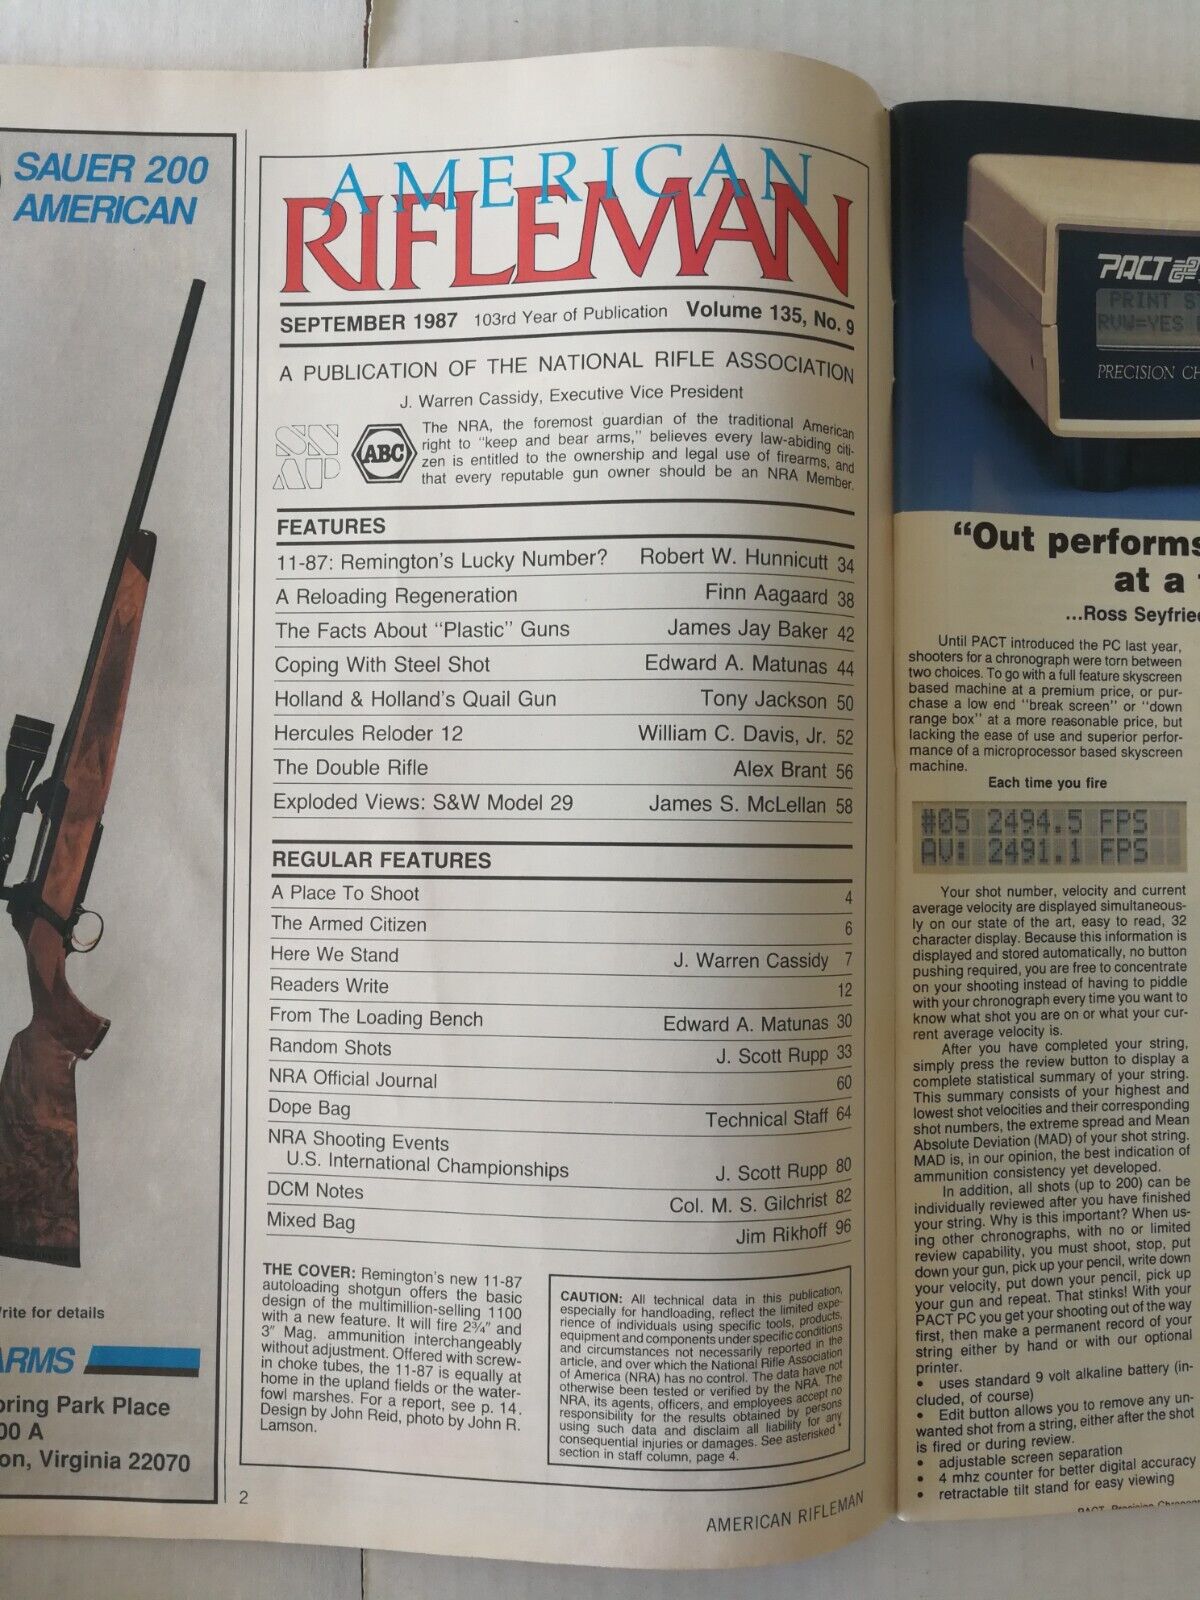 SAUER 200
AMERICAN
rite for details
ARMS
oring Park Place
00 A
on, Virginia 22070
AMERICAN
RIFLEMAN
SEPTEMBER 1987 103rd Year of Publication Volume 135, No. 9
A PUBLICATION OF THE NATIONAL RIFLE ASSOCIATION
J. Warren Cassidy, Executive Vice President
SNAP
ABC
The NRA, the foremost guardian of the traditional American
right to "keep and bear arms," believes every law-abiding citi-
zen is entitled to the ownership and legal use of firearms, and
that every reputable gun owner should be an NRA Member.
FEATURES
11-87: Remington's Lucky Number? Robert W. Hunnicutt 34
A Reloading Regeneration Finn Aagaard 38
The Facts About "Plastic" Guns James Jay Baker 42
Coping With Steel Shot Edward A. Matunas 44
Holland & Holland's Quail Gun Tony Jackson 50
Hercules Reloder 12 William C. Davis, Jr. 52
The Double Rifle Alex Brant 56
Exploded Views: S&W Model 29 James S. McLellan 58
REGULAR FEATURES
A Place To Shoot 4
The Armed Citizen 6
Here We Stand J. Warren Cassidy 7
Readers Write 12
From The Loading Bench Edward A. Matunas 30
Random Shots J. Scott Rupp 33
NRA Official Journal 60
Dope Bag Technical Staff 64
NRA Shooting Events
U.S. International Championships J. Scott Rupp 80
DCM Notes Col. M. S. Gilchrist 82
Mixed Bag Jim Rikhoff 96
THE COVER: Remington's new 11-87
autoloading shotgun offers the basic
design of the multimillion-selling 1100
with a new feature. It will fire 2¾" and
3" Mag. ammunition interchangeably
without adjustment. Offered with screw-
in choke tubes, the 11-87 is equally at
home in the upland fields or the water-
fowl marshes. For a report, see p. 14.
Design by John Reid, photo by John R.
Lamson.
CAUTION: All technical data in this publication,
especially for handloading, reflect the limited expe-
rience of individuals using specific tools, products,
equipment and components under specific conditions
and circumstances not necessarily reported in the
article, and over which the National Rifle Association
of America (NRA) has no control. The data have not
otherwise been tested or verified by the NRA. The
NRA, its agents, officers, and employees accept no
responsibility for the results obtained by persons
using such data and disclaim all liability for any
consequential injuries or damages. See asterisked *
section in staff column, page 4.
2
AMERICAN RIFLEMAN
PACT
PRINT S
RVW=YES
PRECISION CH
"Out performs
at a
...Ross Seyfried
Until PACT introduced the PC last year,
shooters for a chronograph were torn between
two choices. To go with a full feature skyscreen
based machine at a premium price, or pur-
chase a low end "break screen" or "down
range box" at a more reasonable price, but
lacking the ease of use and superior perfor-
mance of a microprocessor based skyscreen
machine.
Each time you fire
#05 2494.5 FPS
AV: 2491.1 FPS
Your shot number, velocity and current
average velocity are displayed simultaneous-
ly on our state of the art, easy to read, 32
character display. Because this information is
displayed and stored automatically, no button
pushing required, you are free to concentrate
on your shooting instead of having to piddle
with your chronograph every time you want to
know what shot you are on or what your cur-
rent average velocity is.
After you have completed your string,
simply press the review button to display a
complete statistical summary of your string.
This summary consists of your highest and
lowest shot velocities and their corresponding
shot numbers, the extreme spread and Mean
Absolute Deviation (MAD) of your shot string.
MAD is, in our opinion, the best indication of
ammunition consistency yet developed.
In addition, all shots (up to 200) can be
individually reviewed after you have finished
your string. Why is this important? When us-
ing other chronographs, with no or limited
review capability, you must shoot, stop, put
down your gun, pick up your pencil, write down
your velocity, put down your pencil, pick up
your gun and repeat. That stinks! With your
PACT PC you get your shooting out of the way
first, then make a permanent record of your
string either by hand or with our optional
printer.
• uses standard 9 volt alkaline battery (in-
cluded, of course)
• Edit button allows you to remove any un-
wanted shot from a string, either after the shot
is fired or during review.
• adjustable screen separation
• 4 mhz counter for better digital accuracy
• retractable tilt stand for easy viewing